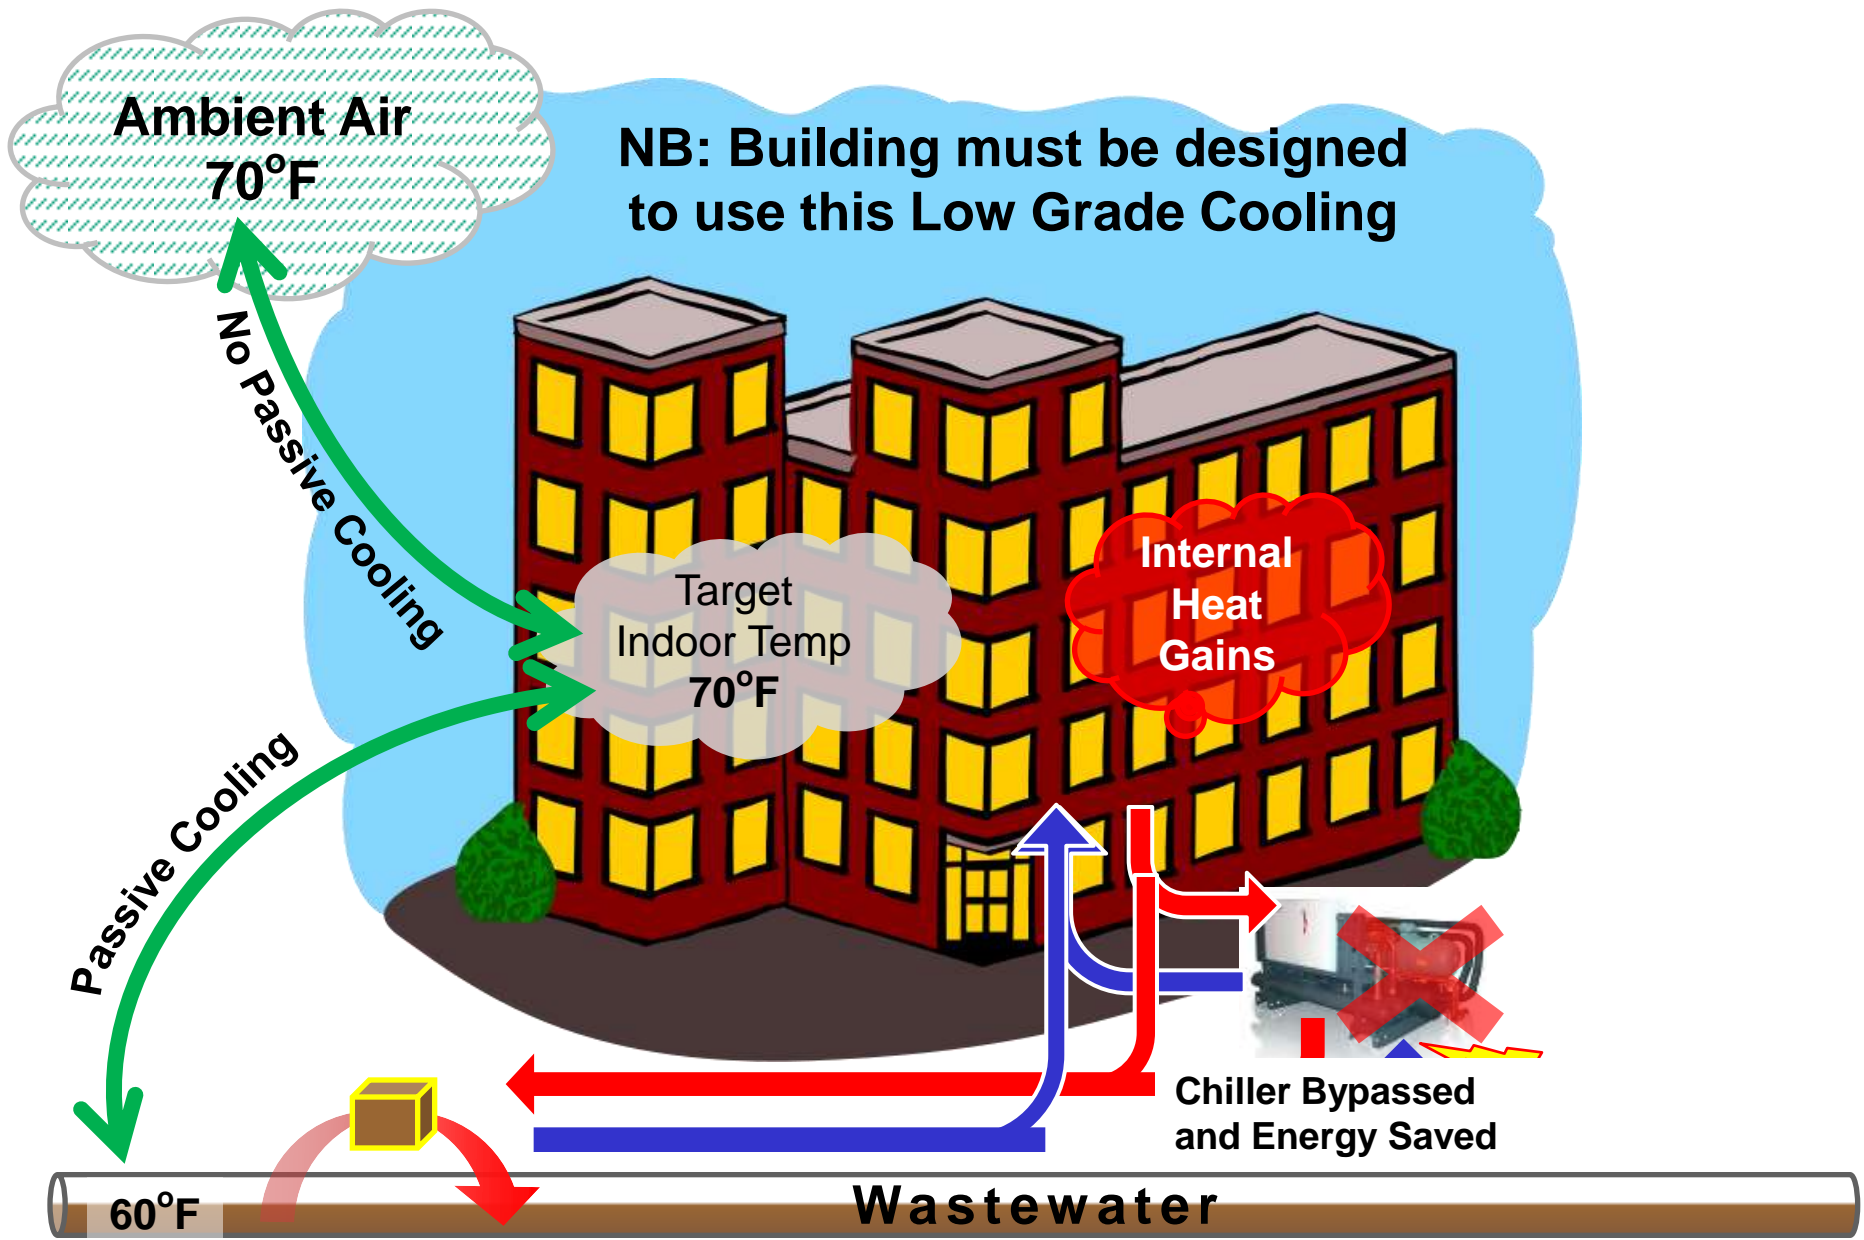 Ambient Air
70°F
NB: Building must be designed
to use this Low Grade Cooling
No Passive Cooling
Target
Indoor Temp
70°F
Internal
Heat
Gains
Passive Cooling
Chiller Bypassed
and Energy Saved
60°F
Wastewater